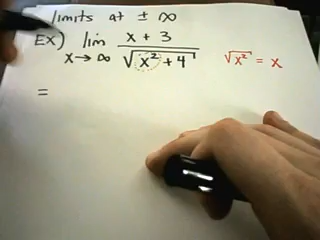 limits at ± ∞
Ex) lim x→∞ (x + 3)/√(x² + 4)
√x² = x
=